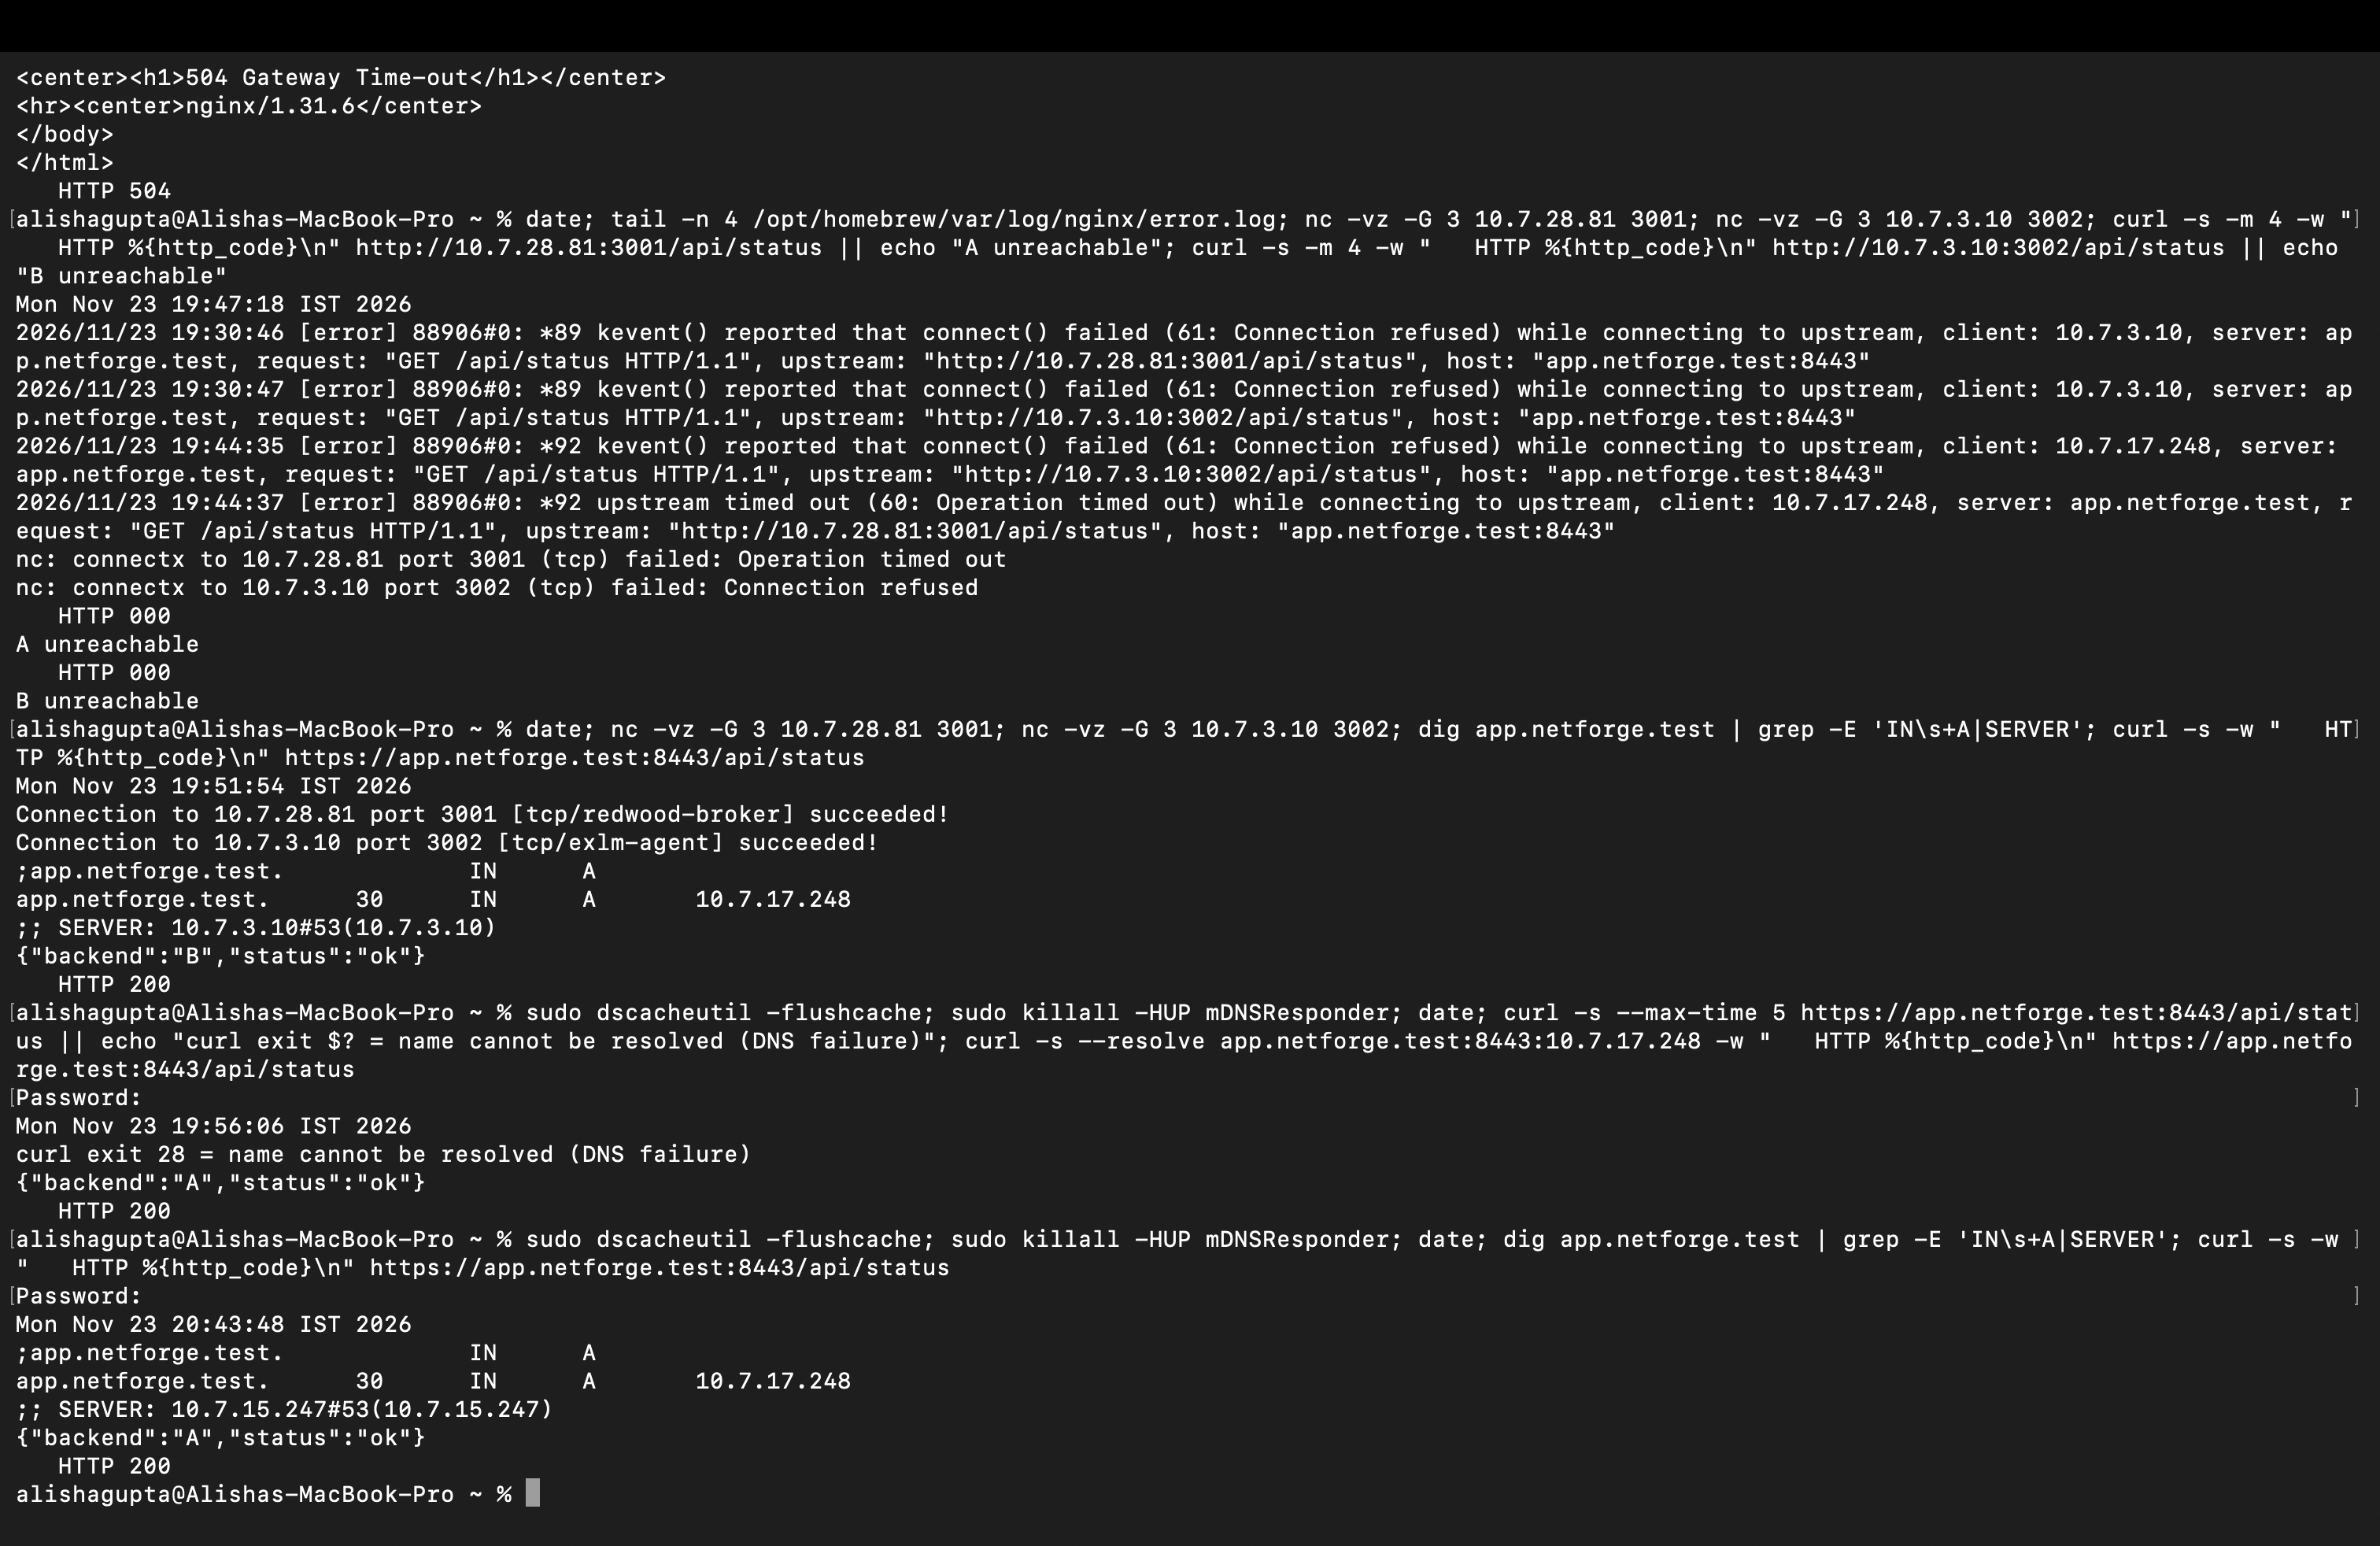 <center><h1>504 Gateway Time-out</h1></center>
<hr><center>nginx/1.31.6</center>
</body>
</html>
   HTTP 504
[alishagupta@Alishas-MacBook-Pro ~ % date; tail -n 4 /opt/homebrew/var/log/nginx/error.log; nc -vz -G 3 10.7.28.81 3001; nc -vz -G 3 10.7.3.10 3002; curl -s -m 4 -w "]
   HTTP %{http_code}\n" http://10.7.28.81:3001/api/status || echo "A unreachable"; curl -s -m 4 -w "   HTTP %{http_code}\n" http://10.7.3.10:3002/api/status || echo
"B unreachable"
Mon Nov 23 19:47:18 IST 2026
2026/11/23 19:30:46 [error] 88906#0: *89 kevent() reported that connect() failed (61: Connection refused) while connecting to upstream, client: 10.7.3.10, server: ap
p.netforge.test, request: "GET /api/status HTTP/1.1", upstream: "http://10.7.28.81:3001/api/status", host: "app.netforge.test:8443"
2026/11/23 19:30:47 [error] 88906#0: *89 kevent() reported that connect() failed (61: Connection refused) while connecting to upstream, client: 10.7.3.10, server: ap
p.netforge.test, request: "GET /api/status HTTP/1.1", upstream: "http://10.7.3.10:3002/api/status", host: "app.netforge.test:8443"
2026/11/23 19:44:35 [error] 88906#0: *92 kevent() reported that connect() failed (61: Connection refused) while connecting to upstream, client: 10.7.17.248, server:
app.netforge.test, request: "GET /api/status HTTP/1.1", upstream: "http://10.7.3.10:3002/api/status", host: "app.netforge.test:8443"
2026/11/23 19:44:37 [error] 88906#0: *92 upstream timed out (60: Operation timed out) while connecting to upstream, client: 10.7.17.248, server: app.netforge.test, r
equest: "GET /api/status HTTP/1.1", upstream: "http://10.7.28.81:3001/api/status", host: "app.netforge.test:8443"
nc: connectx to 10.7.28.81 port 3001 (tcp) failed: Operation timed out
nc: connectx to 10.7.3.10 port 3002 (tcp) failed: Connection refused
   HTTP 000
A unreachable
   HTTP 000
B unreachable
[alishagupta@Alishas-MacBook-Pro ~ % date; nc -vz -G 3 10.7.28.81 3001; nc -vz -G 3 10.7.3.10 3002; dig app.netforge.test | grep -E 'IN\s+A|SERVER'; curl -s -w "   HT]
TP %{http_code}\n" https://app.netforge.test:8443/api/status
Mon Nov 23 19:51:54 IST 2026
Connection to 10.7.28.81 port 3001 [tcp/redwood-broker] succeeded!
Connection to 10.7.3.10 port 3002 [tcp/exlm-agent] succeeded!
;app.netforge.test.             IN      A
app.netforge.test.      30      IN      A       10.7.17.248
;; SERVER: 10.7.3.10#53(10.7.3.10)
{"backend":"B","status":"ok"}
   HTTP 200
[alishagupta@Alishas-MacBook-Pro ~ % sudo dscacheutil -flushcache; sudo killall -HUP mDNSResponder; date; curl -s --max-time 5 https://app.netforge.test:8443/api/stat]
us || echo "curl exit $? = name cannot be resolved (DNS failure)"; curl -s --resolve app.netforge.test:8443:10.7.17.248 -w "   HTTP %{http_code}\n" https://app.netfo
rge.test:8443/api/status
[Password: ]
Mon Nov 23 19:56:06 IST 2026
curl exit 28 = name cannot be resolved (DNS failure)
{"backend":"A","status":"ok"}
   HTTP 200
[alishagupta@Alishas-MacBook-Pro ~ % sudo dscacheutil -flushcache; sudo killall -HUP mDNSResponder; date; dig app.netforge.test | grep -E 'IN\s+A|SERVER'; curl -s -w ]
"   HTTP %{http_code}\n" https://app.netforge.test:8443/api/status
[Password: ]
Mon Nov 23 20:43:48 IST 2026
;app.netforge.test.             IN      A
app.netforge.test.      30      IN      A       10.7.17.248
;; SERVER: 10.7.15.247#53(10.7.15.247)
{"backend":"A","status":"ok"}
   HTTP 200
alishagupta@Alishas-MacBook-Pro ~ %